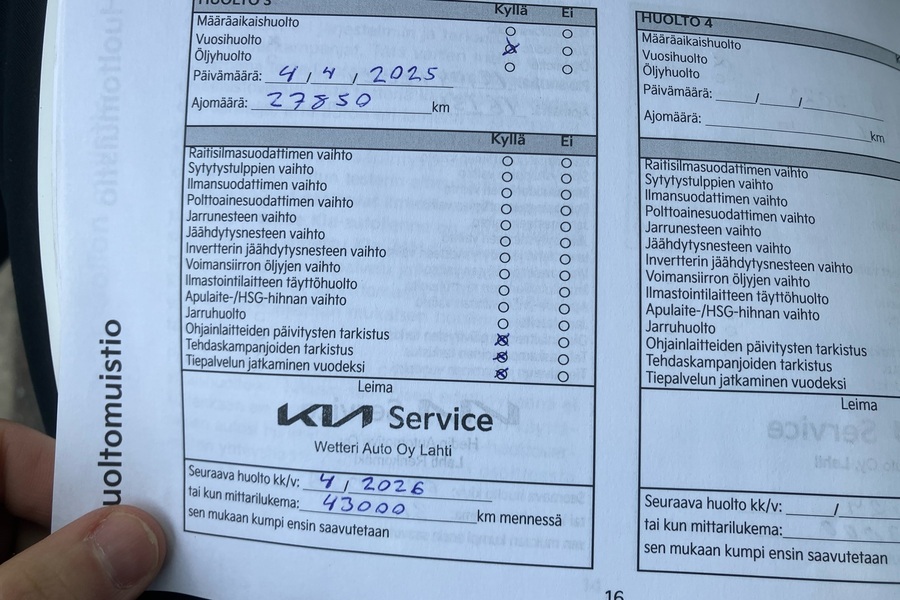 HUOLTO 3 Kyllä Ei
Määräaikaishuolto
Vuosihuolto
Öljyhuolto
Päivämäärä: 4 / 4 / 2025
Ajomäärä: 27850 km
Kyllä Ei
Raitisilmasuodattimen vaihto
Sytytystulppien vaihto
Ilmansuodattimen vaihto
Polttoainesuodattimen vaihto
Jarrunesteen vaihto
Jäähdytysnesteen vaihto
Invertterin jäähdytysnesteen vaihto
Voimansiirron öljyjen vaihto
Ilmastointilaitteen täyttöhuolto
Apulaite-/HSG-hihnan vaihto
Jarruhuolto
Ohjainlaitteiden päivitysten tarkistus
Tehdaskampanjoiden tarkistus
Tiepalvelun jatkaminen vuodeksi
Leima
KIA Service
Wetteri Auto Oy Lahti
Seuraava huolto kk/v: 4 / 2026
tai kun mittarilukema: 43000 km mennessä
sen mukaan kumpi ensin saavutetaan
uoltomuistio
HUOLTO 4
Määräaikaishuolto
Vuosihuolto
Öljyhuolto
Päivämäärä: / /
Ajomäärä: km
Raitisilmasuodattimen vaihto
Sytytystulppien vaihto
Ilmansuodattimen vaihto
Polttoainesuodattimen vaihto
Jarrunesteen vaihto
Jäähdytysnesteen vaihto
Invertterin jäähdytysnesteen vaihto
Voimansiirron öljyjen vaihto
Ilmastointilaitteen täyttöhuolto
Apulaite-/HSG-hihnan vaihto
Jarruhuolto
Ohjainlaitteiden päivitysten tarkistus
Tehdaskampanjoiden tarkistus
Tiepalvelun jatkaminen vuodeksi
Leima
Seuraava huolto kk/v: /
tai kun mittarilukema:
sen mukaan kumpi ensin saavutetaan
16